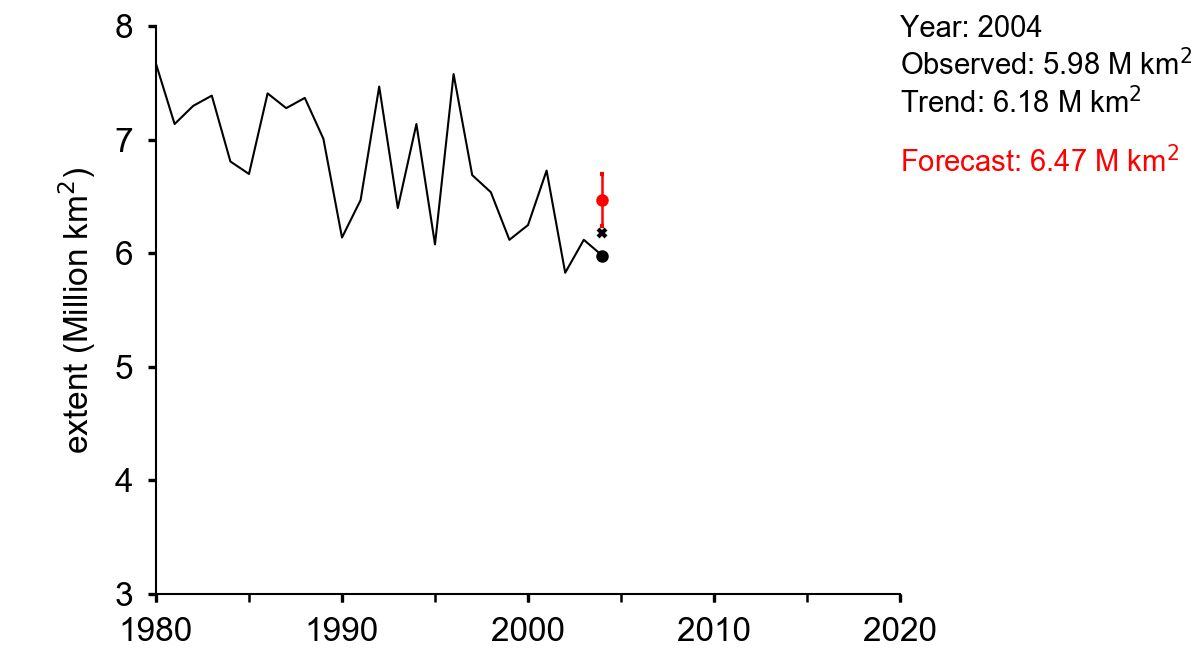 Year: 2004
Observed: 5.98 M km²
Trend: 6.18 M km²
Forecast: 6.47 M km²
extent (Million km²)
8
7
6
5
4
3
1980
1990
2000
2010
2020